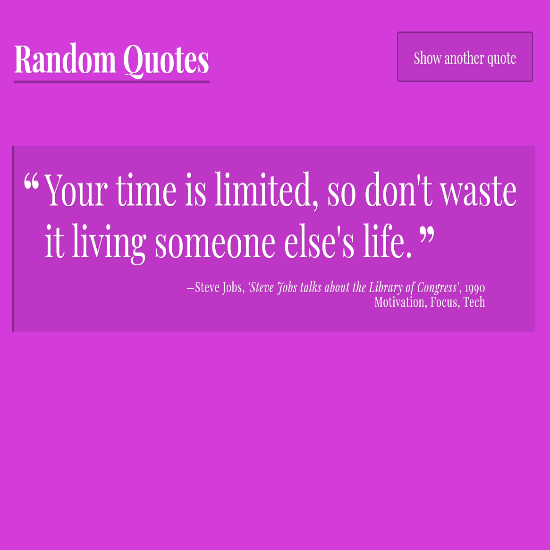 Random Quotes
Show another quote
“Your time is limited, so don't waste
it living someone else's life.”
—Steve Jobs, 'Steve Jobs talks about the Library of Congress', 1990
Motivation, Focus, Tech